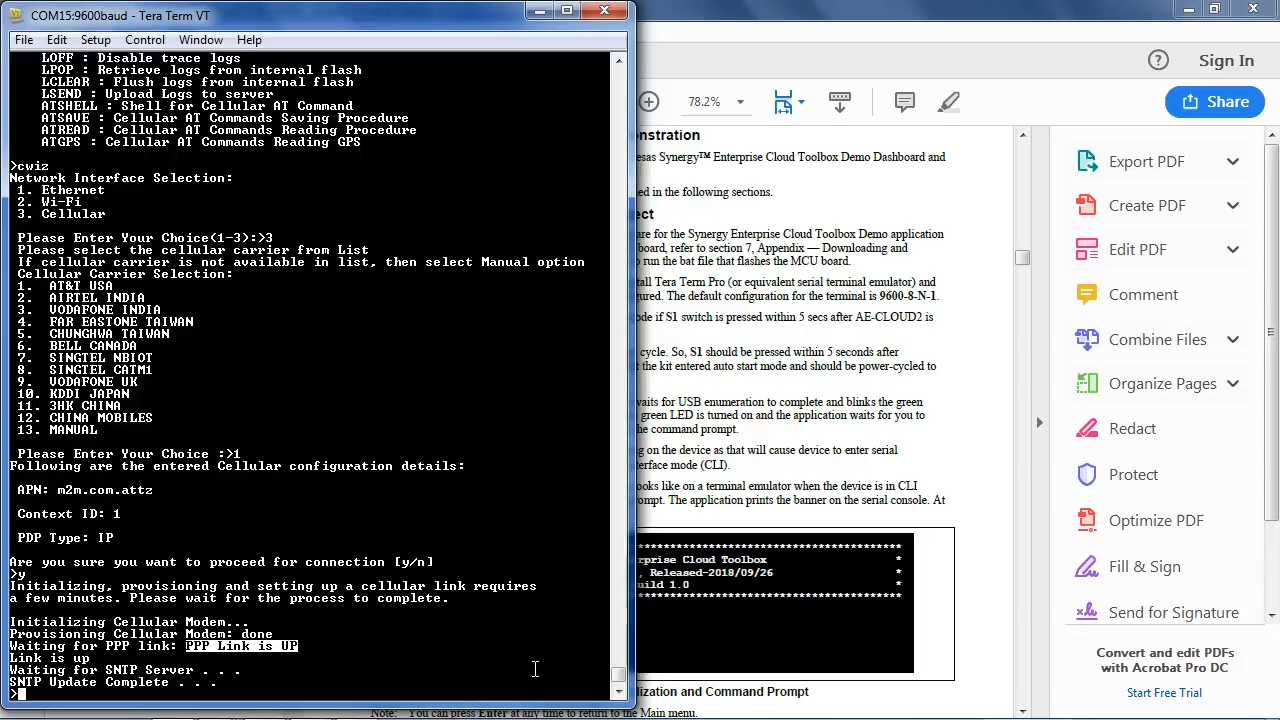 COM15:9600baud - Tera Term VT
File Edit Setup Control Window Help
LOFF : Disable trace logs
LPOP : Retrieve logs from internal flash
LCLEAR : Flush logs from internal flash
LSEND : Upload Logs to server
ATSHELL : Shell for Cellular AT Command
ATSAVE : Cellular AT Commands Saving Procedure
ATREAD : Cellular AT Commands Reading Procedure
ATGPS : Cellular AT Commands Reading GPS
>cwiz
Network Interface Selection:
1. Ethernet
2. Wi-Fi
3. Cellular
Please Enter Your Choice(1-3):>3
Please select the cellular carrier from List
If cellular carrier is not available in list, then select Manual option
Cellular Carrier Selection:
1. AT&T USA
2. AIRTEL INDIA
3. VODAFONE INDIA
4. FAR EASTONE TAIWAN
5. CHUNGHWA TAIWAN
6. BELL CANADA
7. SINGTEL NBIOT
8. SINGTEL CATM1
9. VODAFONE UK
10. KDDI JAPAN
11. 3HK CHINA
12. CHINA MOBILES
13. MANUAL
Please Enter Your Choice :>1
Following are the entered Cellular configuration details:
APN: m2m.com.attz
Context ID: 1
PDP Type: IP
Are you sure you want to proceed for connection [y/n]
>y
Initializing, provisioning and setting up a cellular link requires
a few minutes. Please wait for the process to complete.
Initializing Cellular Modem...
Provisioning Cellular Modem: done
Waiting for PPP link: PPP Link is UP
Link is up
Waiting for SNTP Server . . .
SNTP Update Complete . . .
>
Sign In
78.2%
Share
nstration
esas Synergy™ Enterprise Cloud Toolbox Demo Dashboard and
ed in the following sections.
ect
are for the Synergy Enterprise Cloud Toolbox Demo application
board, refer to section 7, Appendix — Downloading and
o run the bat file that flashes the MCU board.
tall Tera Term Pro (or equivalent serial terminal emulator) and
gured. The default configuration for the terminal is 9600-8-N-1.
ode if S1 switch is pressed within 5 secs after AE-CLOUD2 is
cycle. So, S1 should be pressed within 5 seconds after
t the kit entered auto start mode and should be power-cycled to
waits for USB enumeration to complete and blinks the green
green LED is turned on and the application waits for you to
the command prompt.
g on the device as that will cause device to enter serial
terface mode (CLI).
ooks like on a terminal emulator when the device is in CLI
ompt. The application prints the banner on the serial console. At
*******************************************
rprise Cloud Toolbox *
, Released-2018/09/26 *
uild 1.0 *
*******************************************
ization and Command Prompt
Note: You can press Enter at any time to return to the Main menu.
Export PDF
Create PDF
Edit PDF
Comment
Combine Files
Organize Pages
Redact
Protect
Optimize PDF
Fill & Sign
Send for Signature
Convert and edit PDFs
with Acrobat Pro DC
Start Free Trial